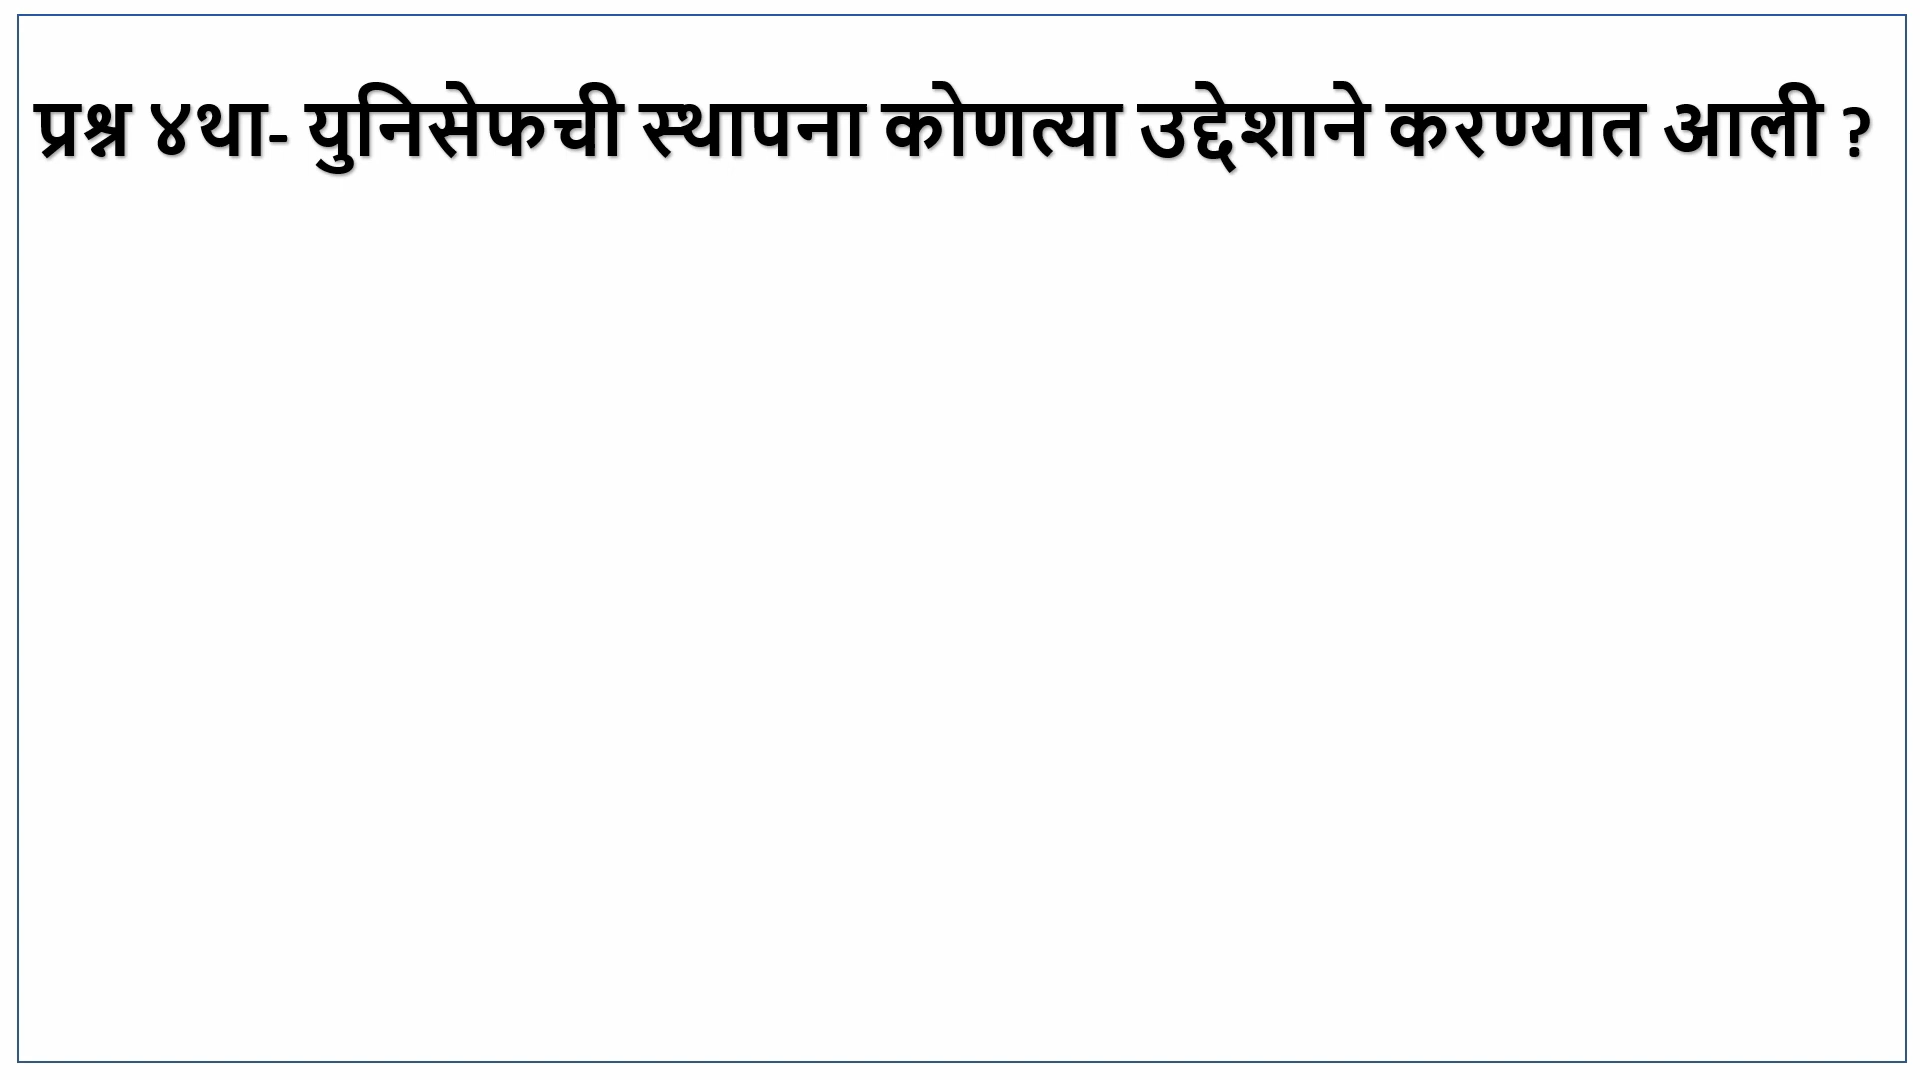 प्रश्न ४था- युनिसेफची स्थापना कोणत्या उद्देशाने करण्यात आली ?